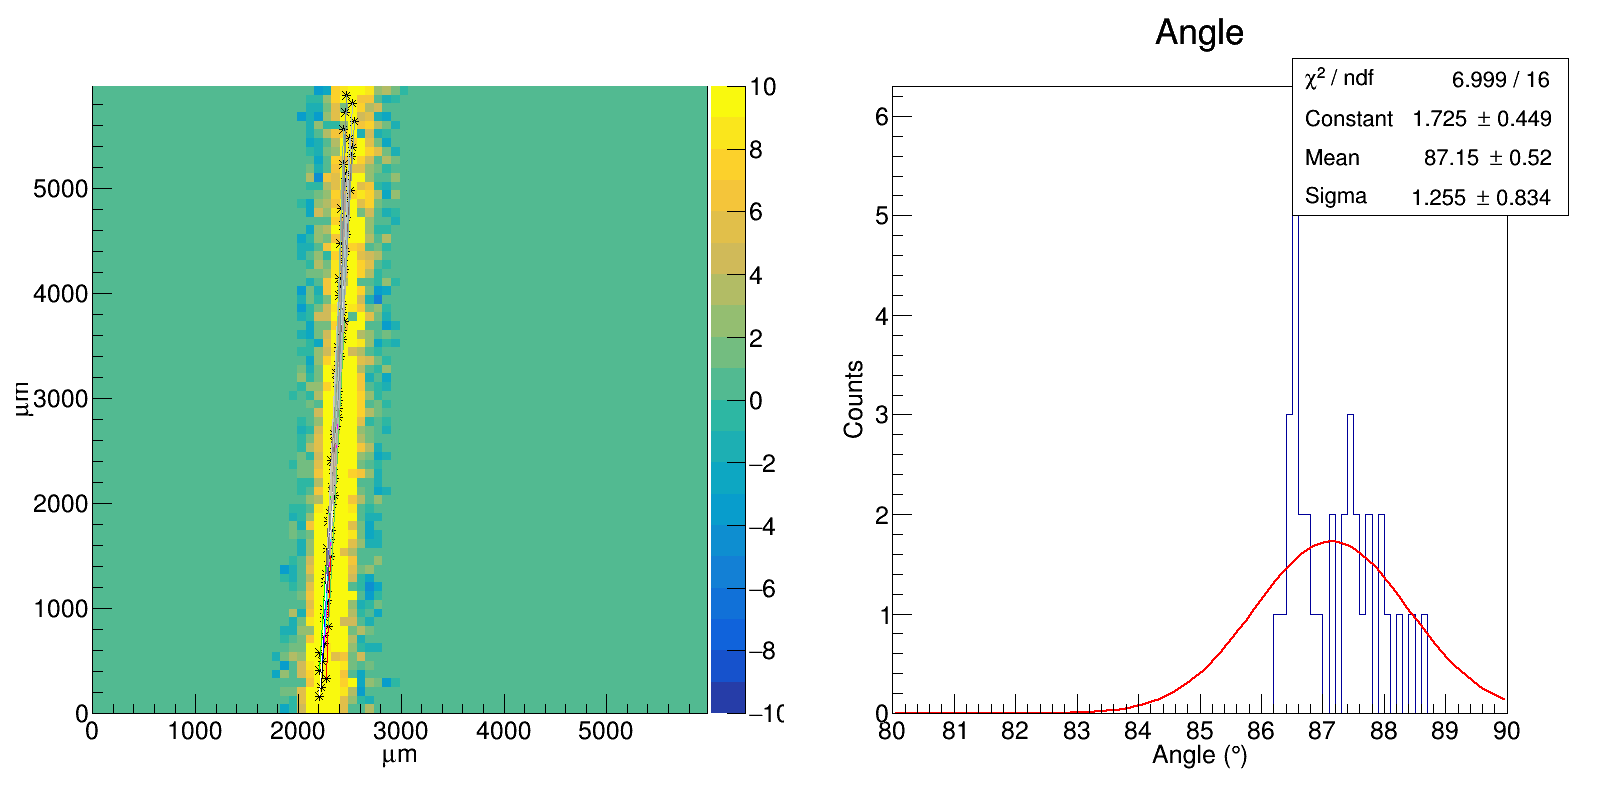 Angle
χ² / ndf 6.999 / 16
Constant 1.725 ± 0.449
Mean 87.15 ± 0.52
Sigma 1.255 ± 0.834
5000
4000
3000
2000
1000
0
μm
0 1000 2000 3000 4000 5000
μm
10
8
6
4
2
0
−2
−4
−6
−8
−10
6
5
4
3
2
1
0
Counts
80 81 82 83 84 85 86 87 88 89 90
Angle (°)